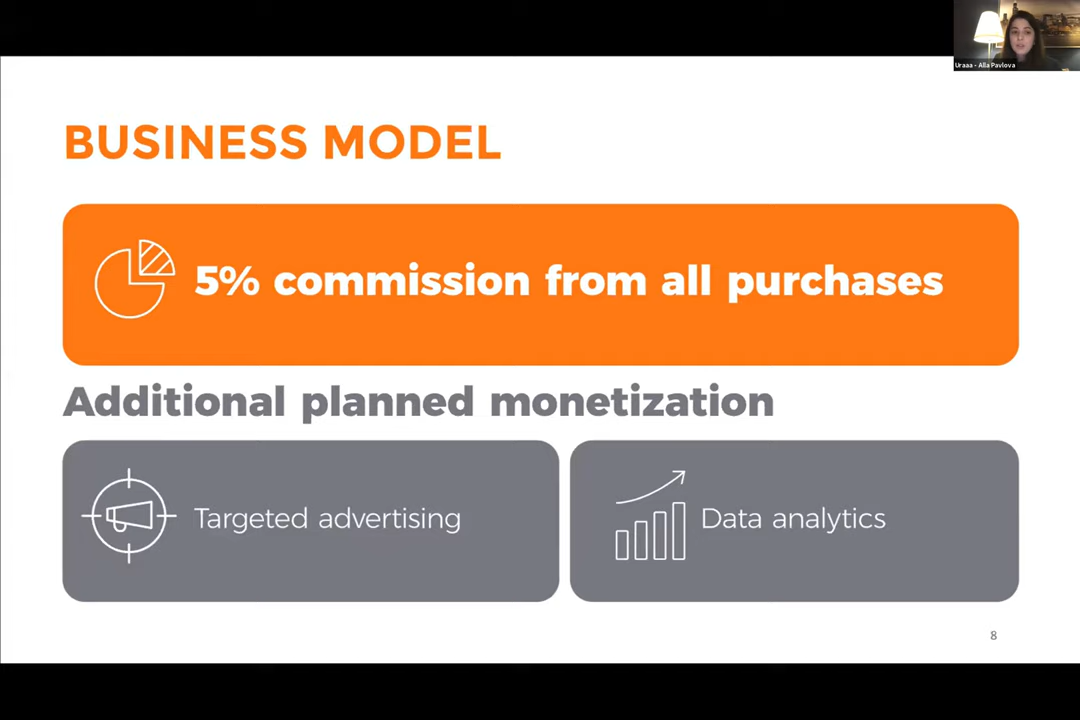 Uraaa - Alla Pavlova
BUSINESS MODEL
5% commission from all purchases
Additional planned monetization
Targeted advertising
Data analytics
8